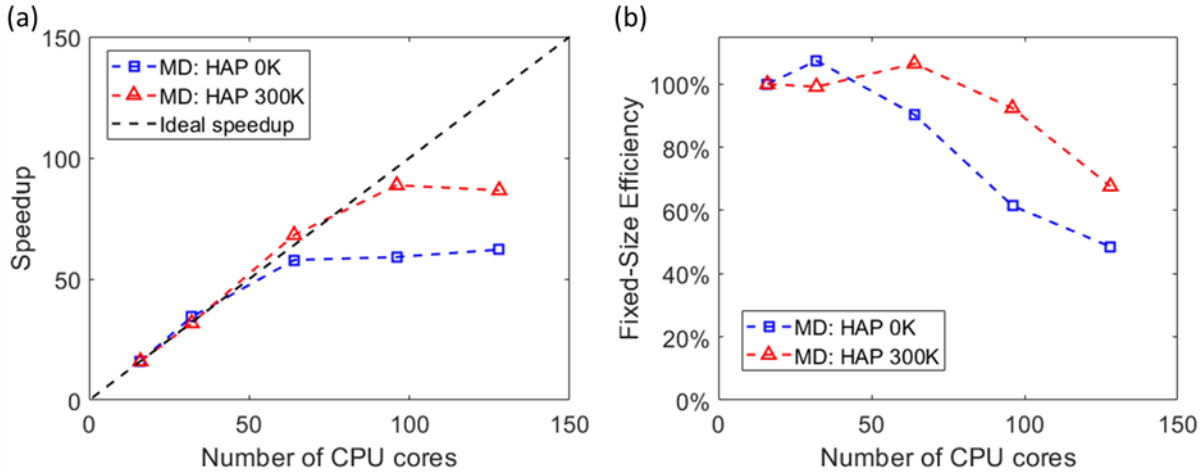 (a)
150
100
50
0
Speedup
MD: HAP 0K
MD: HAP 300K
Ideal speedup
0 50 100 150
Number of CPU cores
(b)
100%
80%
60%
40%
20%
0%
Fixed-Size Efficiency
MD: HAP 0K
MD: HAP 300K
0 50 100 150
Number of CPU cores